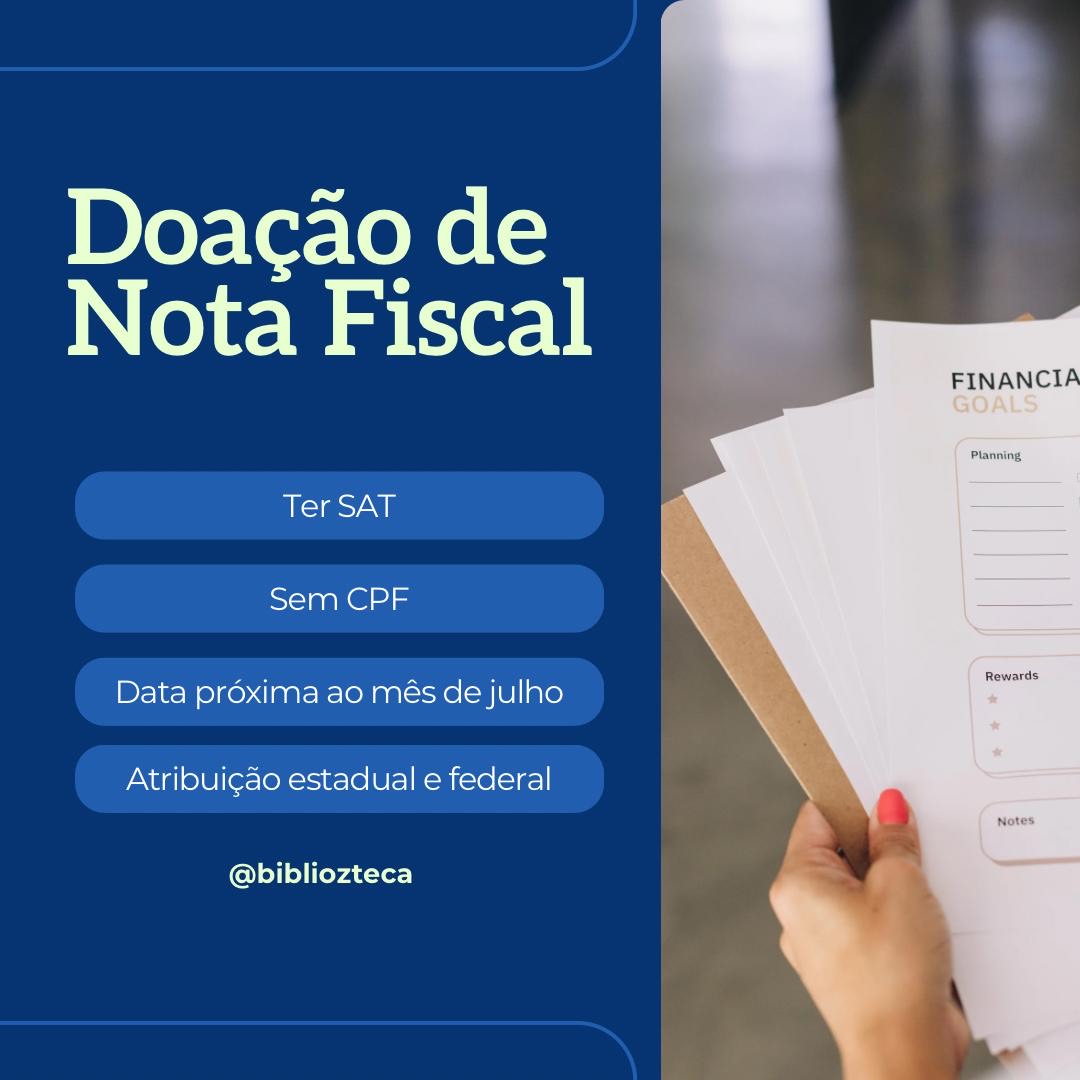 Doação de
Nota Fiscal
Ter SAT
Sem CPF
Data próxima ao mês de julho
Atribuição estadual e federal
@bibliozteca
FINANCIA
GOALS
Planning
Rewards
Notes